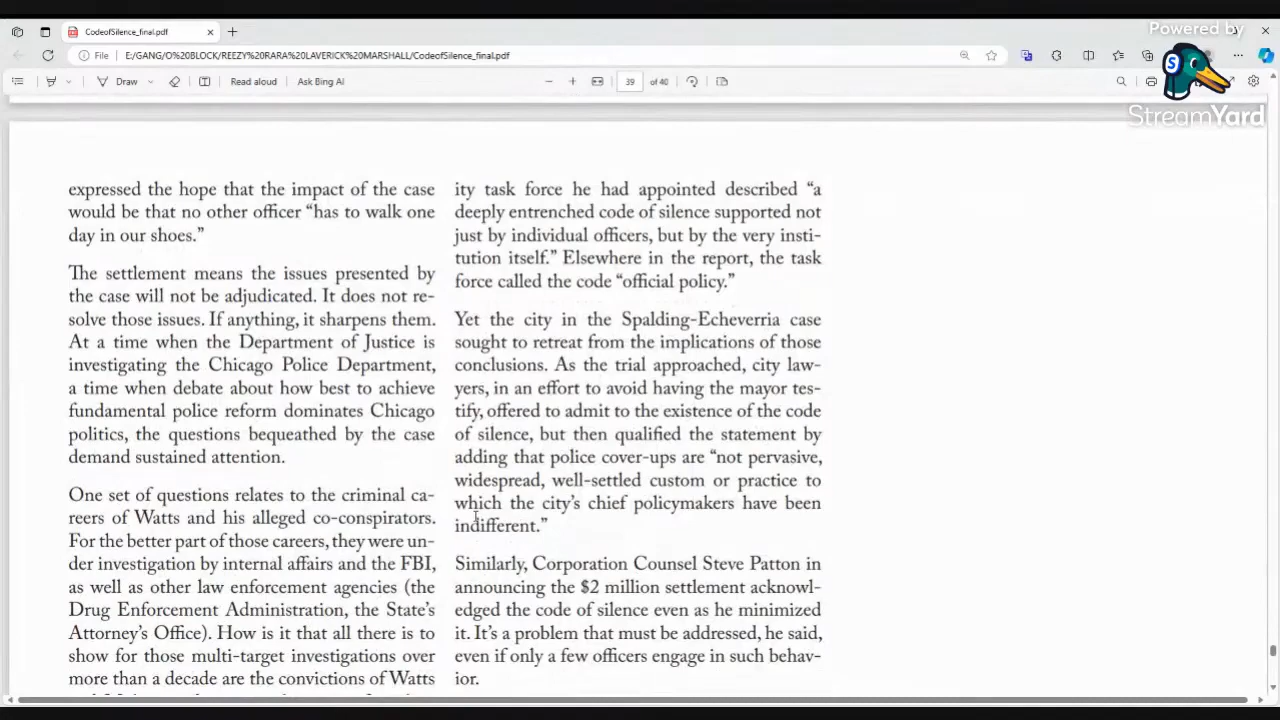 Powered by
StreamYard
CodeofSilence_final.pdf
File
E:/GANG/O%20BLOCK/REEZY%20RARA%20LAVERICK%20MARSHALL/CodeofSilence_final.pdf
Draw
Read aloud
Ask Bing AI
39
of 40
expressed the hope that the impact of the case
would be that no other officer “has to walk one
day in our shoes.”
The settlement means the issues presented by
the case will not be adjudicated. It does not re-
solve those issues. If anything, it sharpens them.
At a time when the Department of Justice is
investigating the Chicago Police Department,
a time when debate about how best to achieve
fundamental police reform dominates Chicago
politics, the questions bequeathed by the case
demand sustained attention.
One set of questions relates to the criminal ca-
reers of Watts and his alleged co-conspirators.
For the better part of those careers, they were un-
der investigation by internal affairs and the FBI,
as well as other law enforcement agencies (the
Drug Enforcement Administration, the State’s
Attorney’s Office). How is it that all there is to
show for those multi-target investigations over
more than a decade are the convictions of Watts
ity task force he had appointed described “a
deeply entrenched code of silence supported not
just by individual officers, but by the very insti-
tution itself.” Elsewhere in the report, the task
force called the code “official policy.”
Yet the city in the Spalding-Echeverria case
sought to retreat from the implications of those
conclusions. As the trial approached, city law-
yers, in an effort to avoid having the mayor tes-
tify, offered to admit to the existence of the code
of silence, but then qualified the statement by
adding that police cover-ups are “not pervasive,
widespread, well-settled custom or practice to
which the city’s chief policymakers have been
indifferent.”
Similarly, Corporation Counsel Steve Patton in
announcing the $2 million settlement acknowl-
edged the code of silence even as he minimized
it. It’s a problem that must be addressed, he said,
even if only a few officers engage in such behav-
ior.